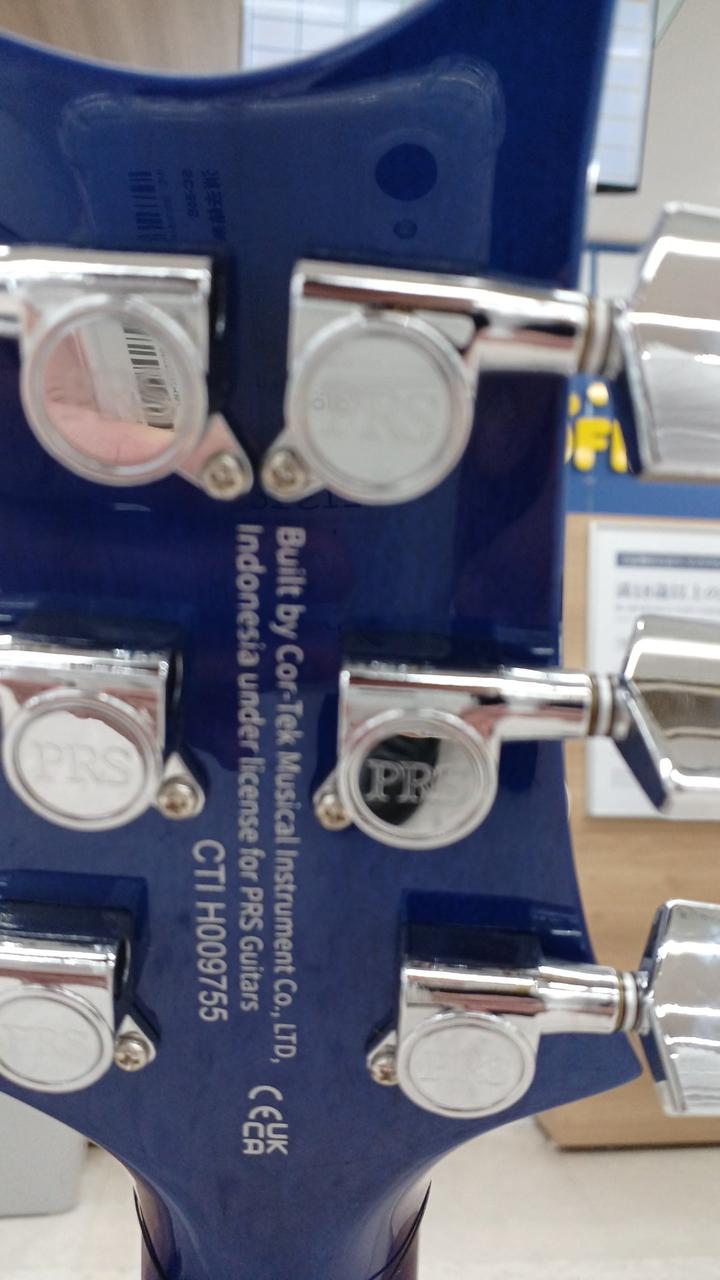 PRS
PRS
PRS
PRS
PRS
Built by Cor-Tek Musical Instrument Co., LTD,
Indonesia under license for PRS Guitars
CTI H009755
CE UK
CA